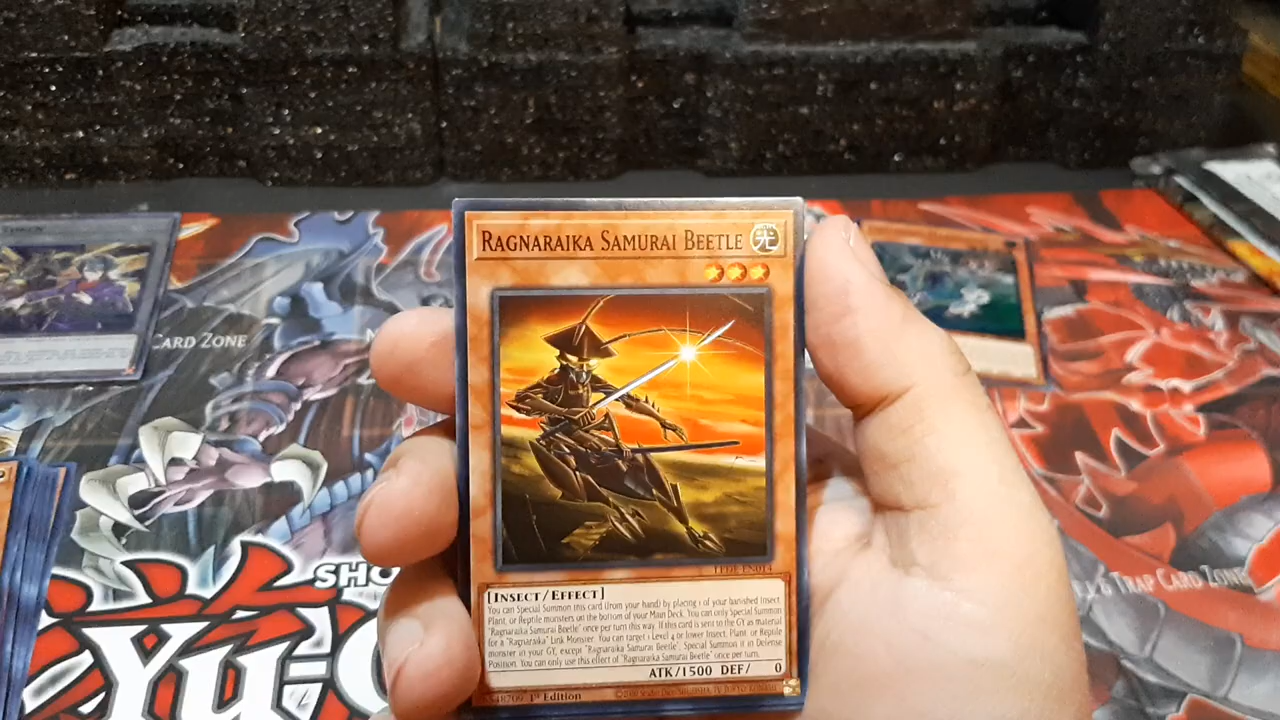 RAGNARAIKA SAMURAI BEETLE
光
LEDE-EN014
[INSECT/EFFECT]
You can Special Summon this card (from your hand) by placing 1 of your banished Insect,
Plant, or Reptile monsters on the bottom of your Main Deck. You can only Special Summon
"Ragnaraika Samurai Beetle" once per turn this way. If this card is sent to the GY as material
for a "Ragnaraika" Link Monster: You can target 1 Level 4 or lower Insect, Plant, or Reptile
monster in your GY, except "Ragnaraika Samurai Beetle"; Special Summon it in Defense
Position. You can only use this effect of "Ragnaraika Samurai Beetle" once per turn.
ATK/1500 DEF/ 0
1st Edition
CARD ZONE
TRAP CARD ZONE
SHO
YU-G